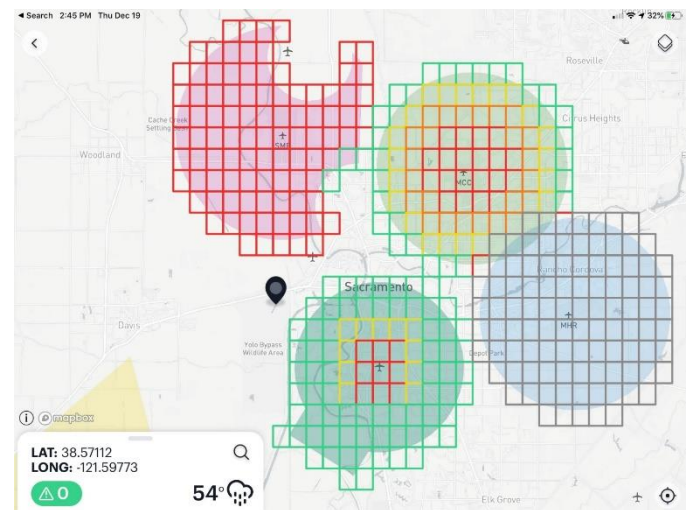 ◄ Search 2:45 PM Thu Dec 19
32%
Roseville
Cache Creek
Citrus Heights
Woodland
SMF
MCC
Rancho Cordova
Sacramento
MHR
Davis
Yolo Bypass
Wildlife Area
Depot Park
mapbox
LAT: 38.57112
LONG: -121.59773
0
54°
Elk Grove